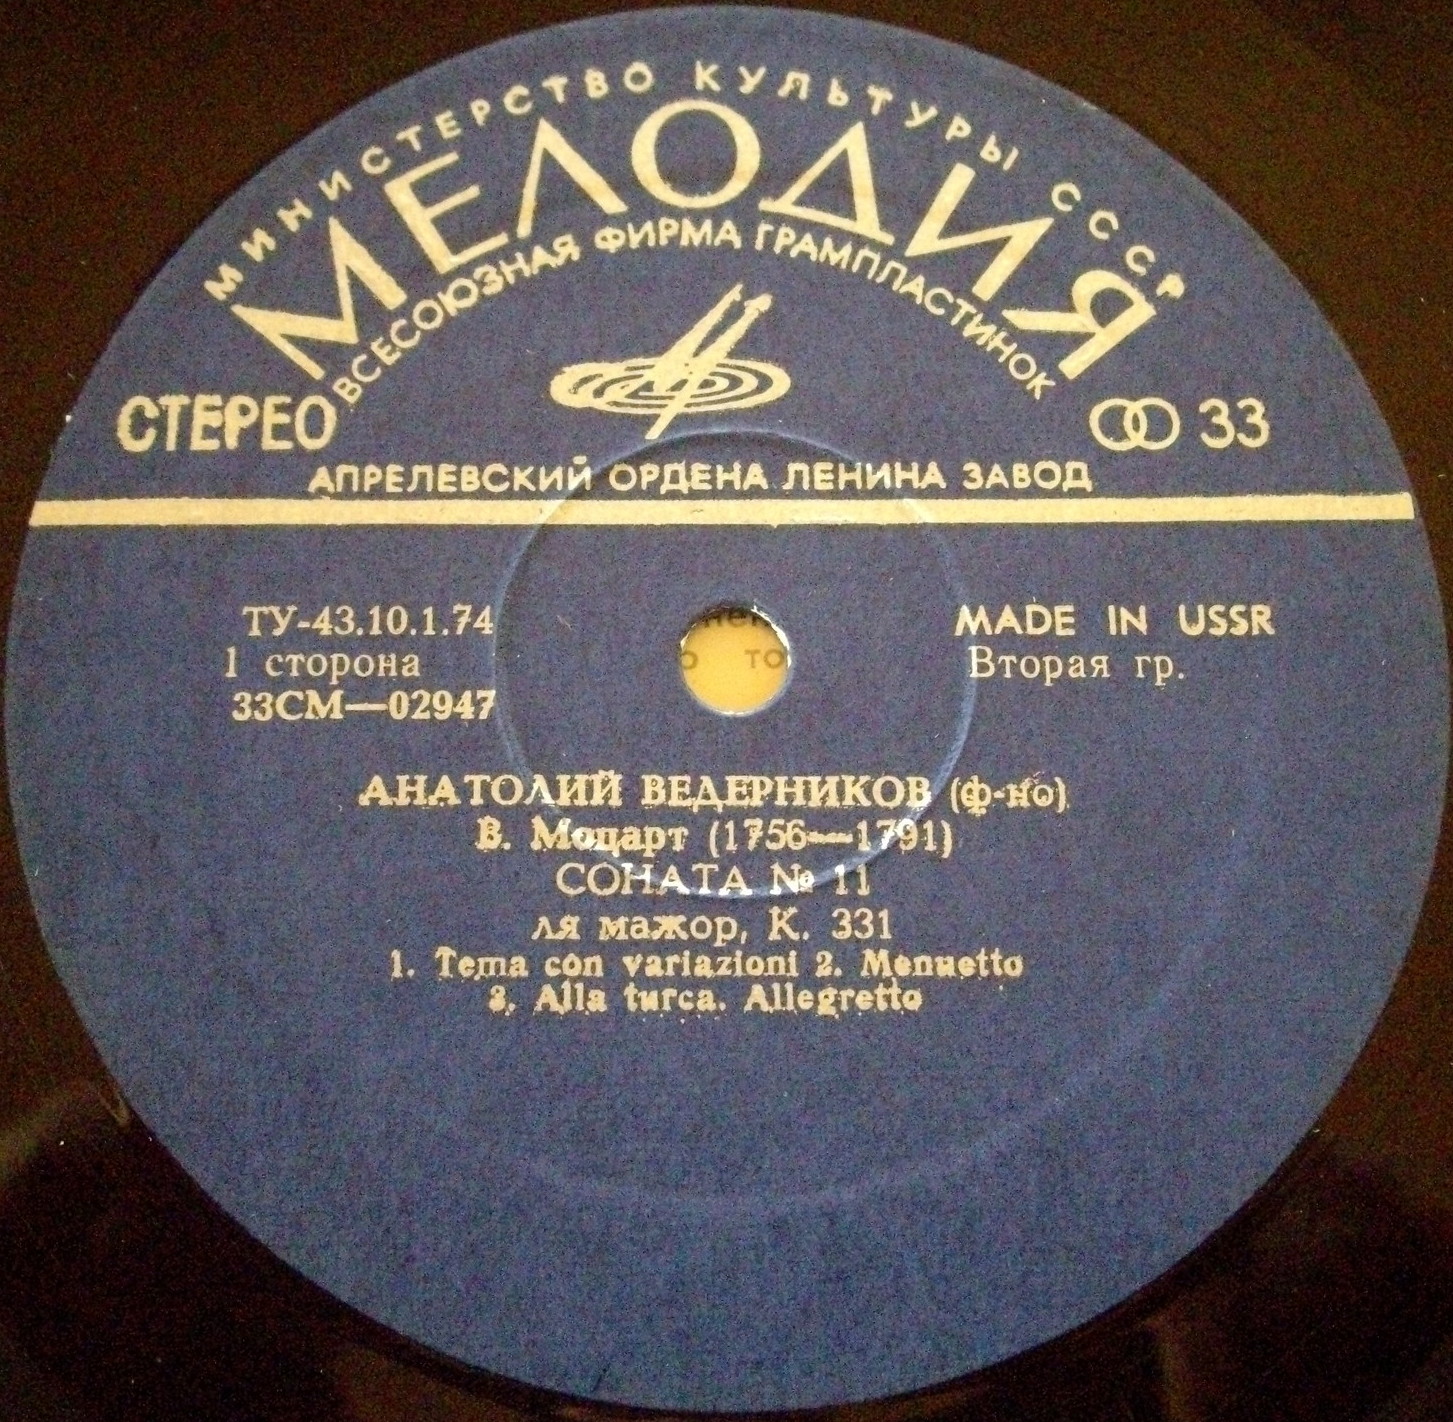 МИНИСТЕРСТВО КУЛЬТУРЫ СССР
МЕЛОДИЯ
ВСЕСОЮЗНАЯ ФИРМА ГРАМПЛАСТИНОК
СТЕРЕО
33
АПРЕЛЕВСКИЙ ОРДЕНА ЛЕНИНА ЗАВОД
ТУ-43.10.1.74
MADE IN USSR
1 сторона
Вторая гр.
33СМ—02947
АНАТОЛИЙ ВЕДЕРНИКОВ (ф-но)
В. Моцарт (1756—1791)
СОНАТА № 11
ля мажор, К. 331
1. Tema con variazioni 2. Menuetto
3. Alla turca. Allegretto